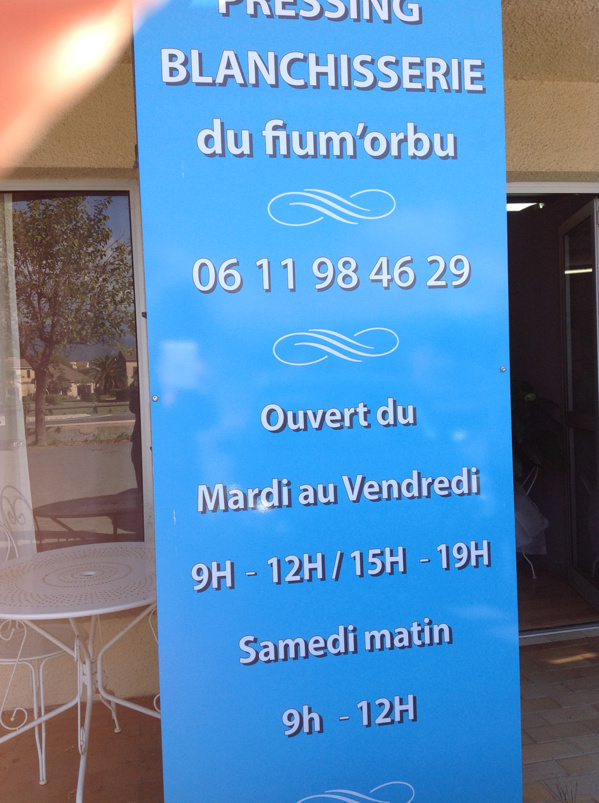 PRESSING
BLANCHISSERIE
du fium'orbu
06 11 98 46 29
Ouvert du
Mardi au Vendredi
9H - 12H / 15H - 19H
Samedi matin
9h - 12H